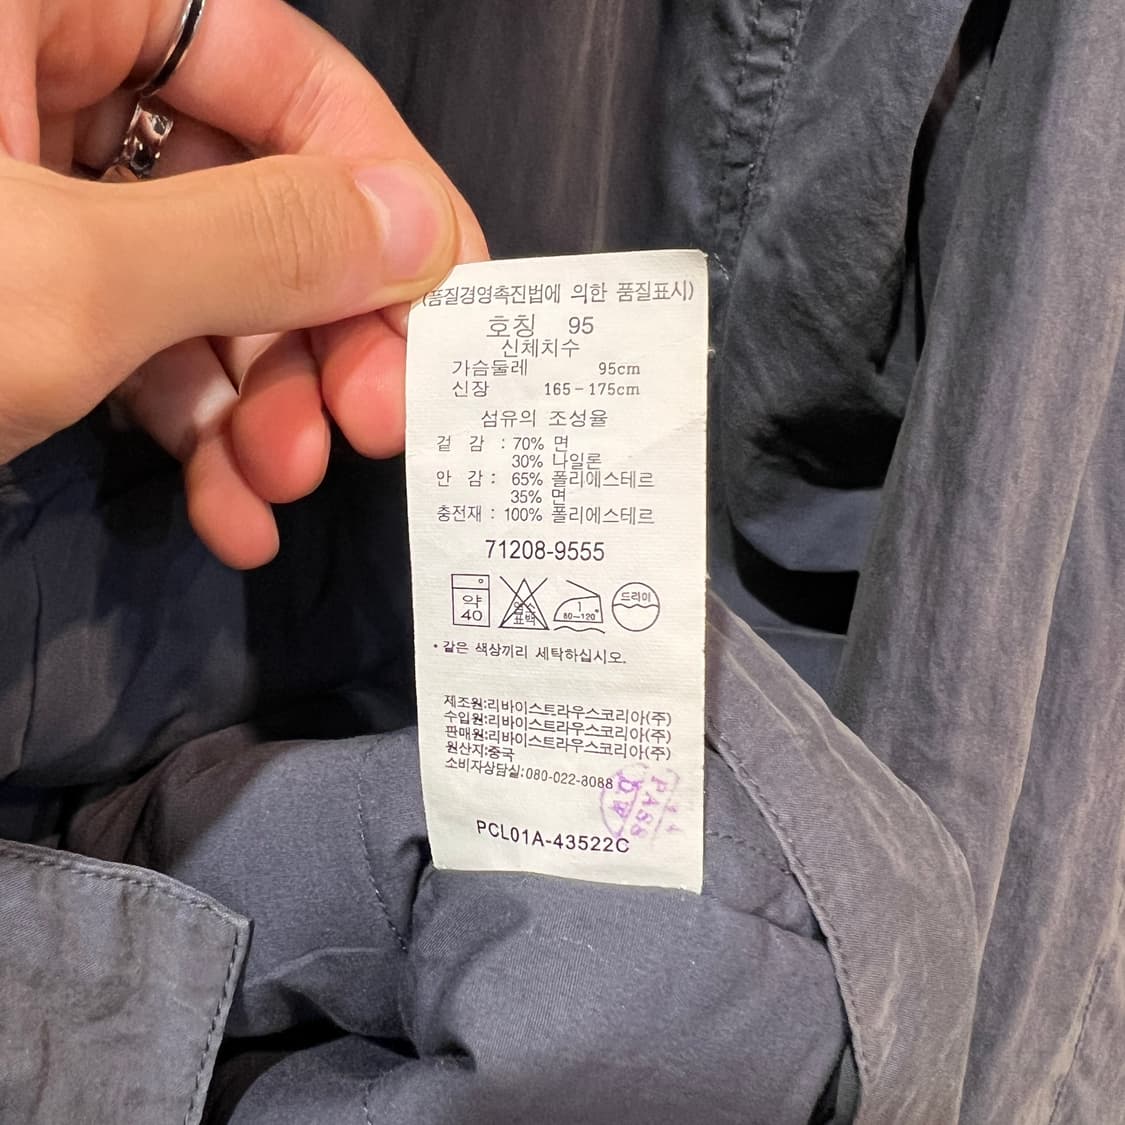 (품질경영촉진법에 의한 품질표시)
호칭 95
신체치수
가슴둘레 95cm
신장 165-175cm
섬유의 조성율
겉 감 : 70% 면
30% 나일론
안 감 : 65% 폴리에스테르
35% 면
충전재 : 100% 폴리에스테르
71208-9555
약 40
염소 표백
1 80~120°
드라이
• 같은 색상끼리 세탁하십시오.
제조원:리바이스트라우스코리아(주)
수입원:리바이스트라우스코리아(주)
판매원:리바이스트라우스코리아(주)
원산지:중국
소비자상담실:080-022-3088
PASS
PCL01A-43522C